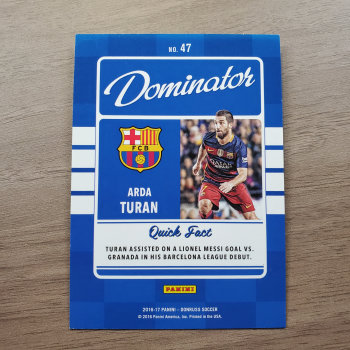 NO. 47
Dominator
FCB
ARDA
TURAN
Quick Fact
TURAN ASSISTED ON A LIONEL MESSI GOAL VS.
GRANADA IN HIS BARCELONA LEAGUE DEBUT.
PANINI
2016-17 PANINI - DONRUSS SOCCER
© 2016 Panini America, Inc. Printed in the USA.